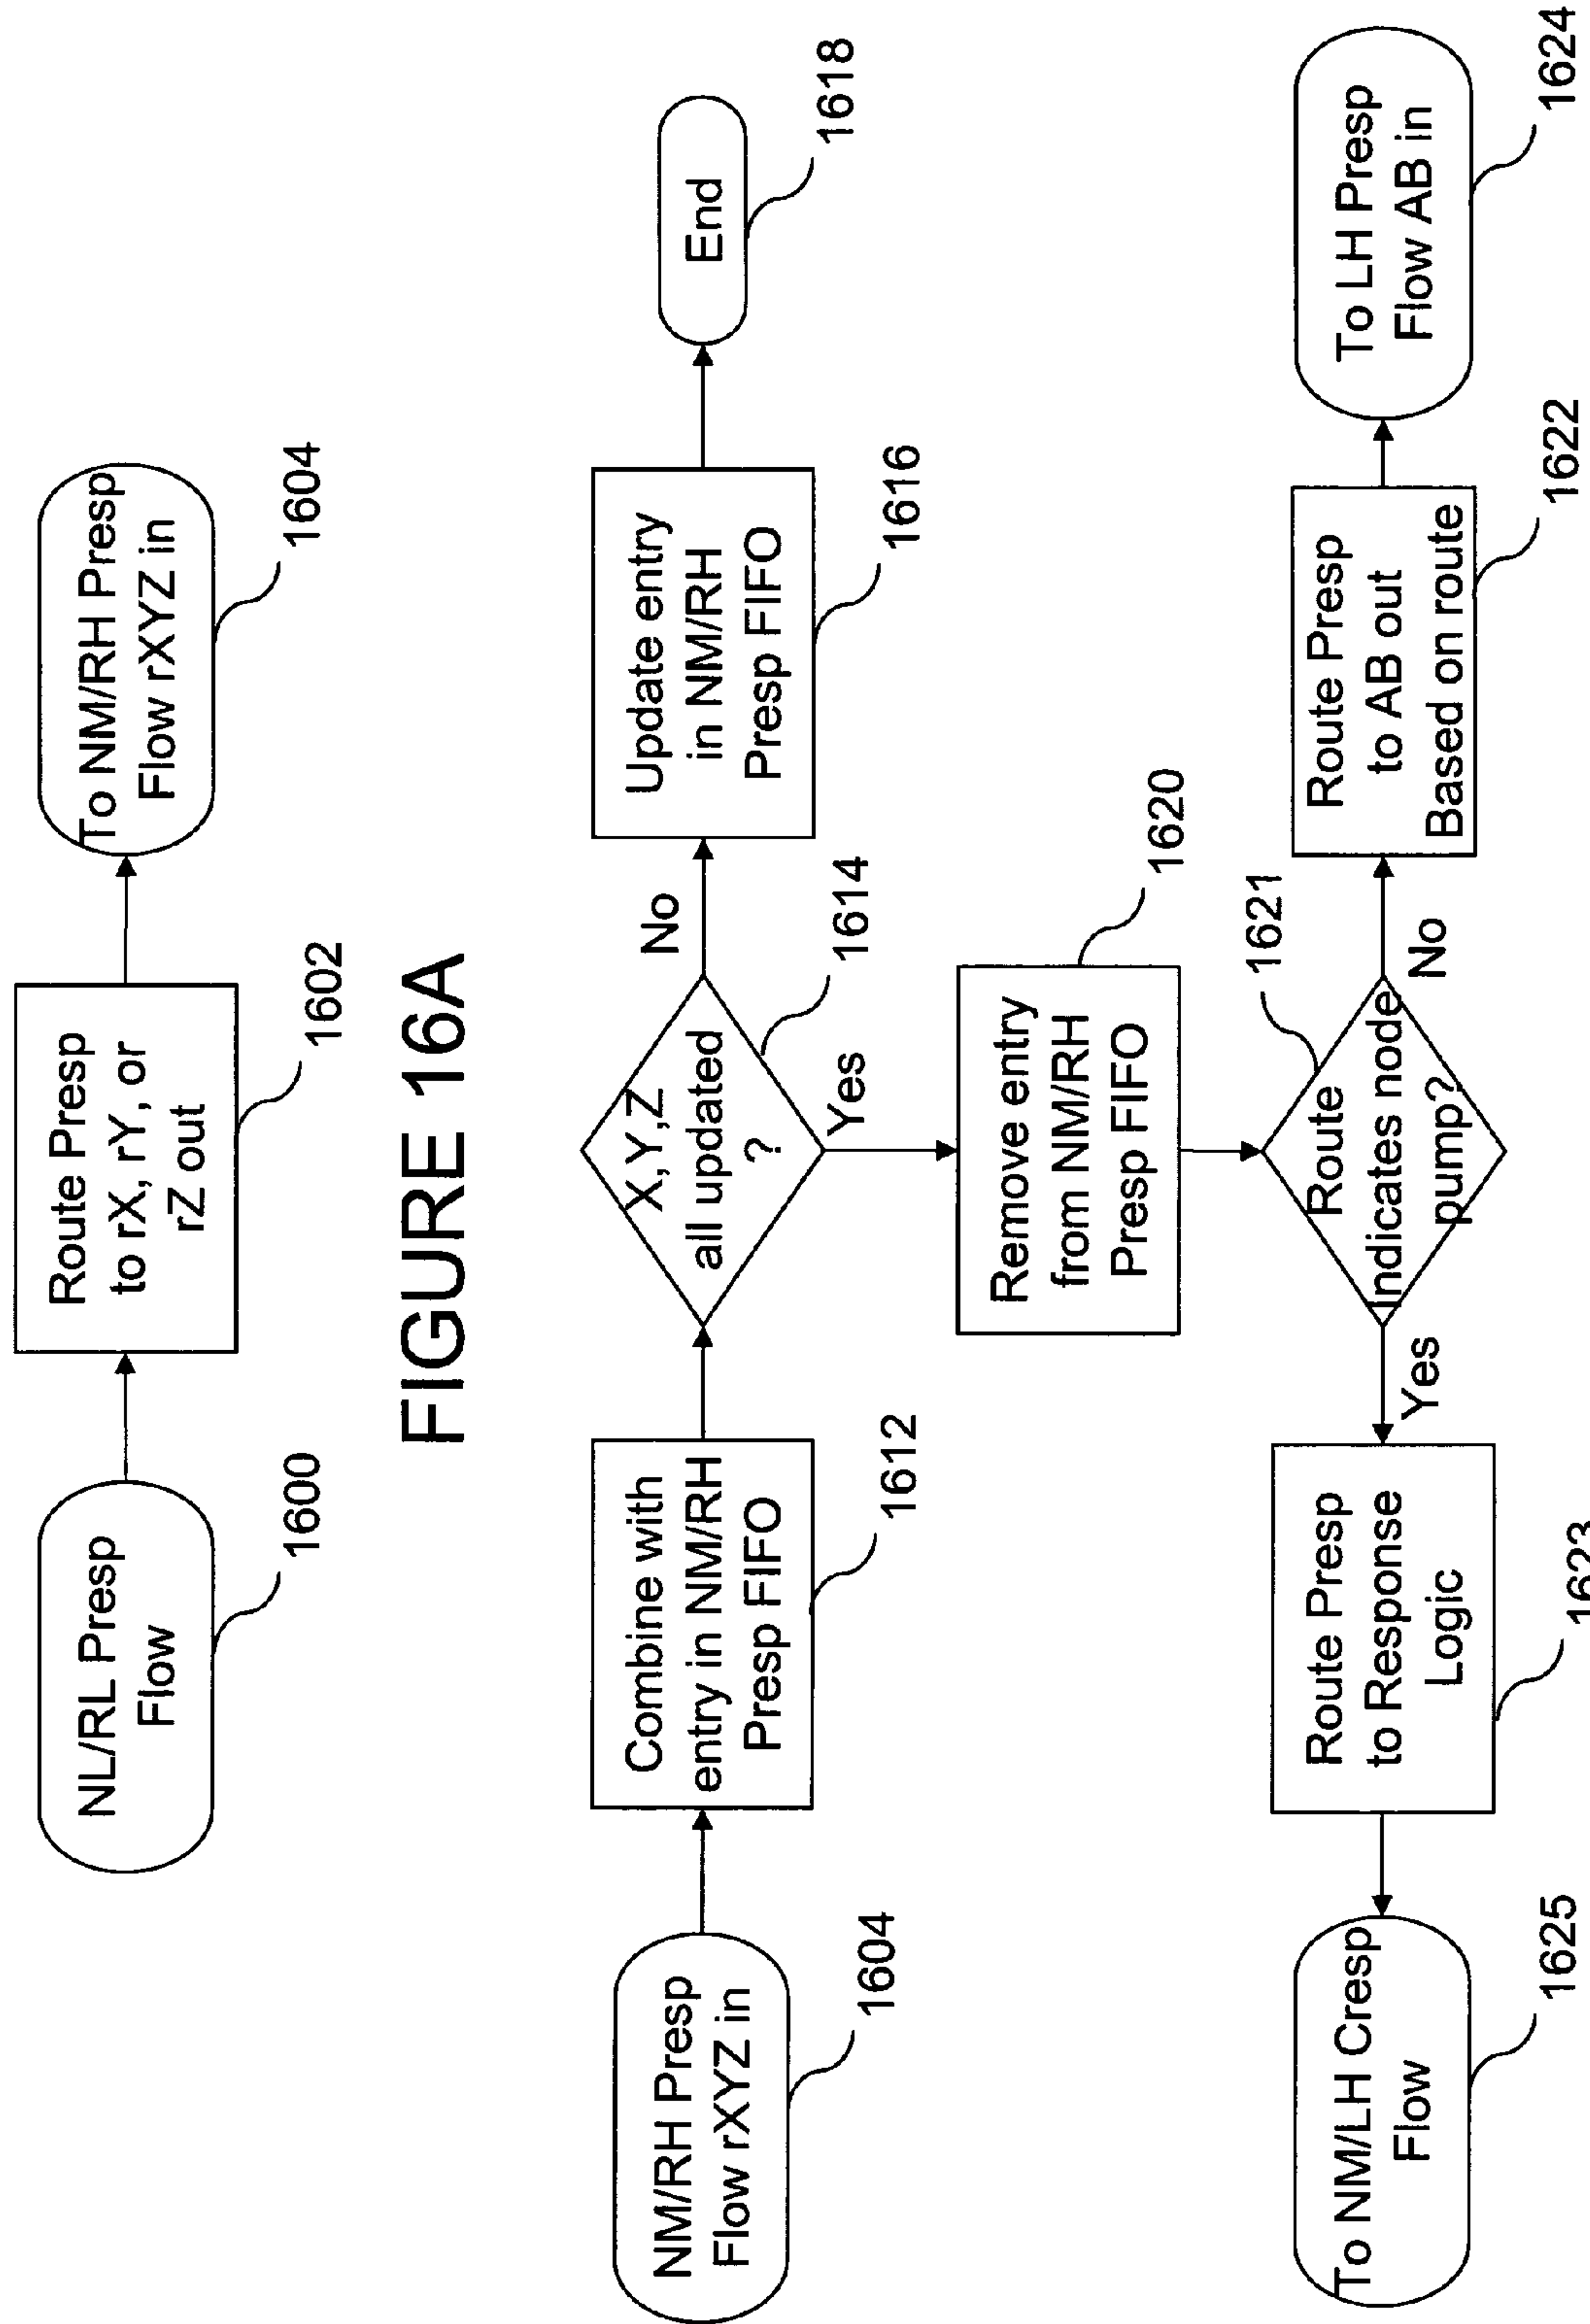 NL/RL Presp
Flow
1600
Route Presp
to rX, rY, or
rZ out
1602
To NM/RH Presp
Flow rXYZ in
1604
FIGURE 16A
NM/RH Presp
Flow rXYZ in
1604
Combine with
entry in NM/RH
Presp FIFO
1612
X,Y,Z
all updated
?
1614
No
Update entry
in NM/RH
Presp FIFO
1616
End
1618
Yes
Remove entry
from NM/RH
Presp FIFO
1620
Route
Indicates node
pump?
1621
No
Route Presp
to AB out
Based on route
1622
To LH Presp
Flow AB in
1624
Yes
Route Presp
to Response
Logic
1623
To NM/LH Cresp
Flow
1625